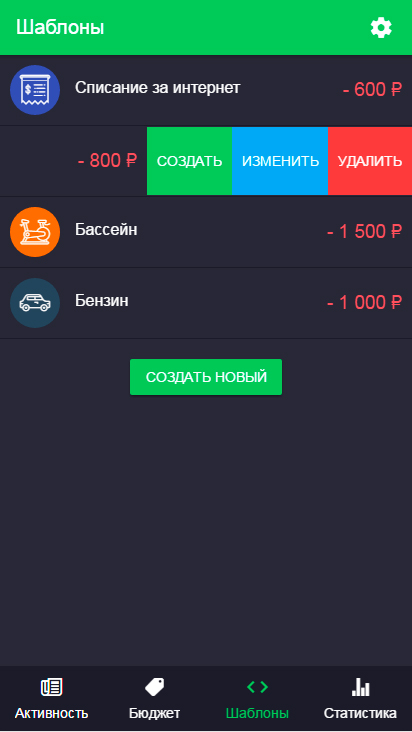 Шаблоны
Списание за интернет - 600 ₽
- 800 ₽ СОЗДАТЬ ИЗМЕНИТЬ УДАЛИТЬ
Бассейн - 1 500 ₽
Бензин - 1 000 ₽
СОЗДАТЬ НОВЫЙ
Активность Бюджет Шаблоны Статистика